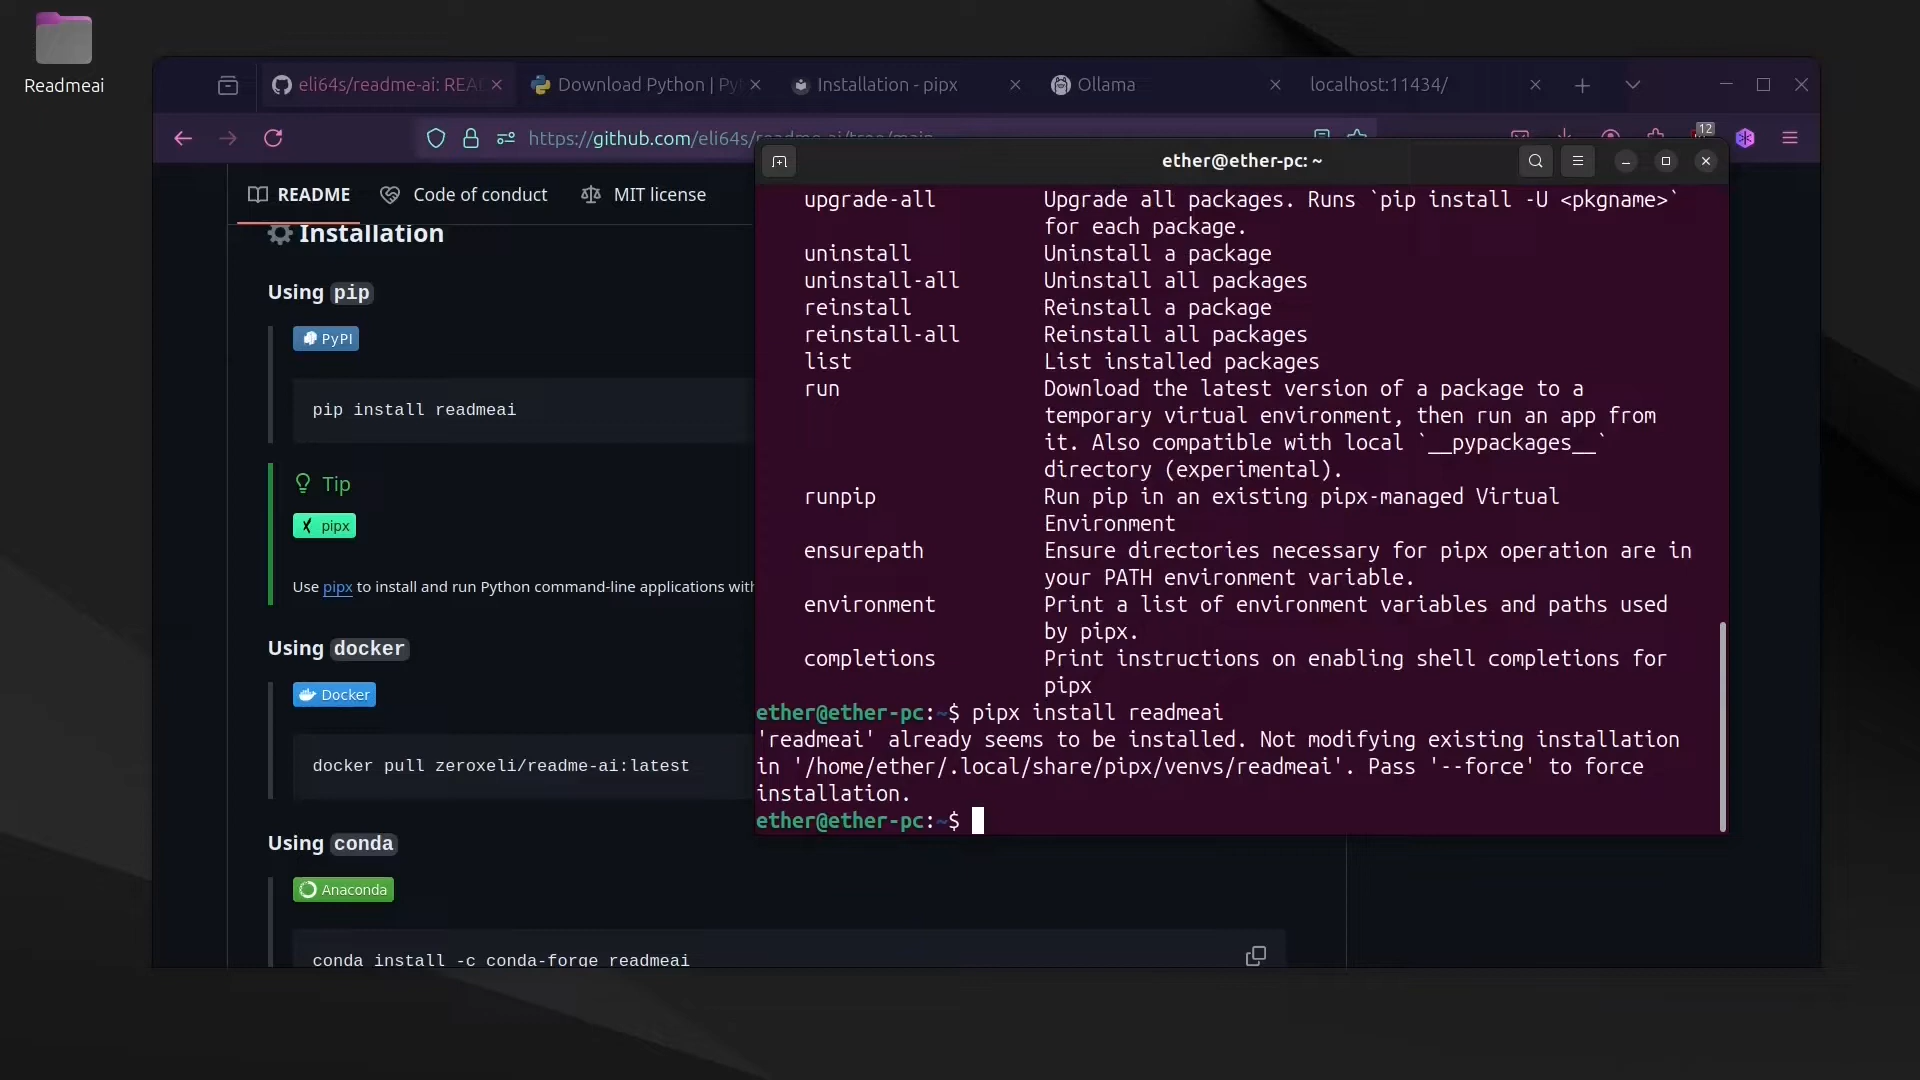 Readmeai
eli64s/readme-ai: REA
Download Python | Py
Installation - pipx
Ollama
localhost:11434/
https://github.com/eli64s/readme-ai/tree/main
12
README
Code of conduct
MIT license
Installation
Using pip
PyPI
pip install readmeai
Tip
pipx
Use pipx to install and run Python command-line applications with
Using docker
Docker
docker pull zeroxeli/readme-ai:latest
Using conda
Anaconda
conda install -c conda-forge readmeai
ether@ether-pc: ~
upgrade-all Upgrade all packages. Runs `pip install -U <pkgname>`
for each package.
uninstall Uninstall a package
uninstall-all Uninstall all packages
reinstall Reinstall a package
reinstall-all Reinstall all packages
list List installed packages
run Download the latest version of a package to a
temporary virtual environment, then run an app from
it. Also compatible with local `__pypackages__`
directory (experimental).
runpip Run pip in an existing pipx-managed Virtual
Environment
ensurepath Ensure directories necessary for pipx operation are in
your PATH environment variable.
environment Print a list of environment variables and paths used
by pipx.
completions Print instructions on enabling shell completions for
pipx
ether@ether-pc:~$ pipx install readmeai
'readmeai' already seems to be installed. Not modifying existing installation
in '/home/ether/.local/share/pipx/venvs/readmeai'. Pass '--force' to force
installation.
ether@ether-pc:~$